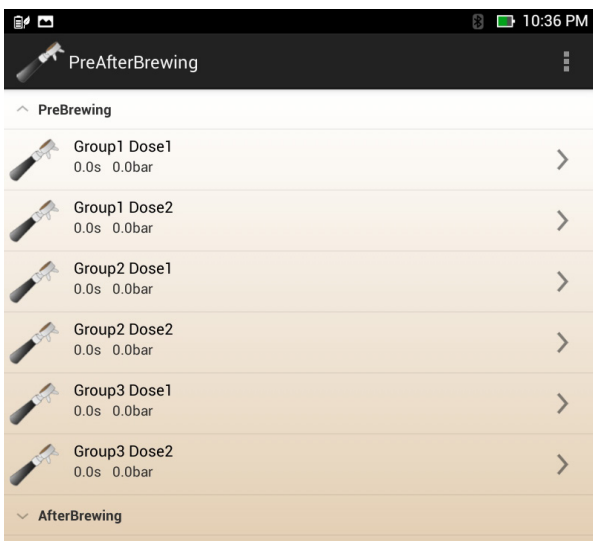 10:36 PM
PreAfterBrewing
PreBrewing
Group1 Dose1
0.0s 0.0bar
Group1 Dose2
0.0s 0.0bar
Group2 Dose1
0.0s 0.0bar
Group2 Dose2
0.0s 0.0bar
Group3 Dose1
0.0s 0.0bar
Group3 Dose2
0.0s 0.0bar
AfterBrewing